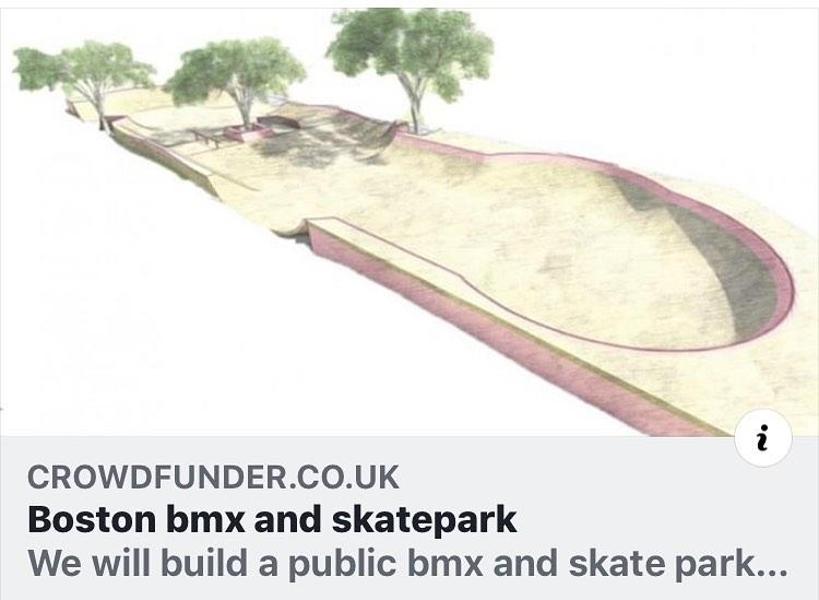 i
CROWDFUNDER.CO.UK
Boston bmx and skatepark
We will build a public bmx and skate park...